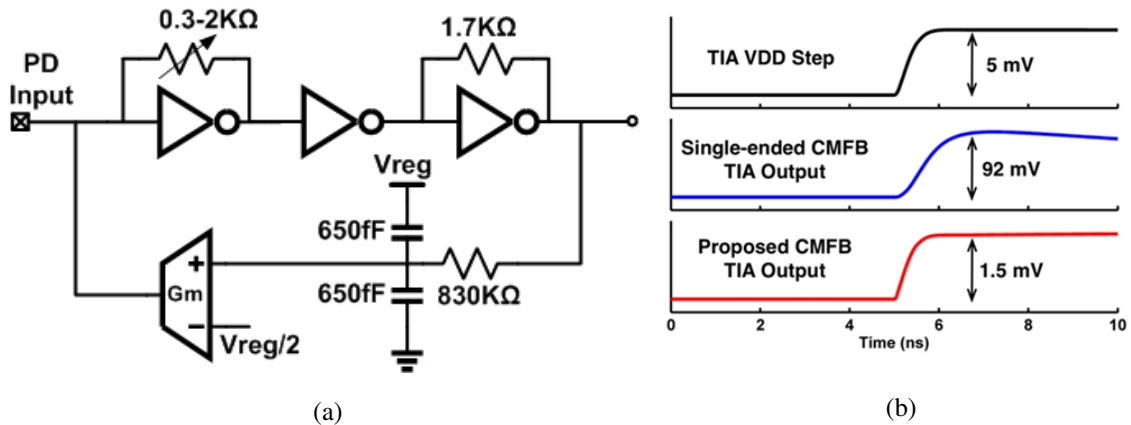 0.3-2KΩ
1.7KΩ
PD
Input
Vreg
650fF
650fF
830KΩ
+
Gm
−
Vreg/2
(a)
TIA VDD Step
5 mV
Single-ended CMFB
TIA Output
92 mV
Proposed CMFB
TIA Output
1.5 mV
0 2 4 6 8 10
Time (ns)
(b)